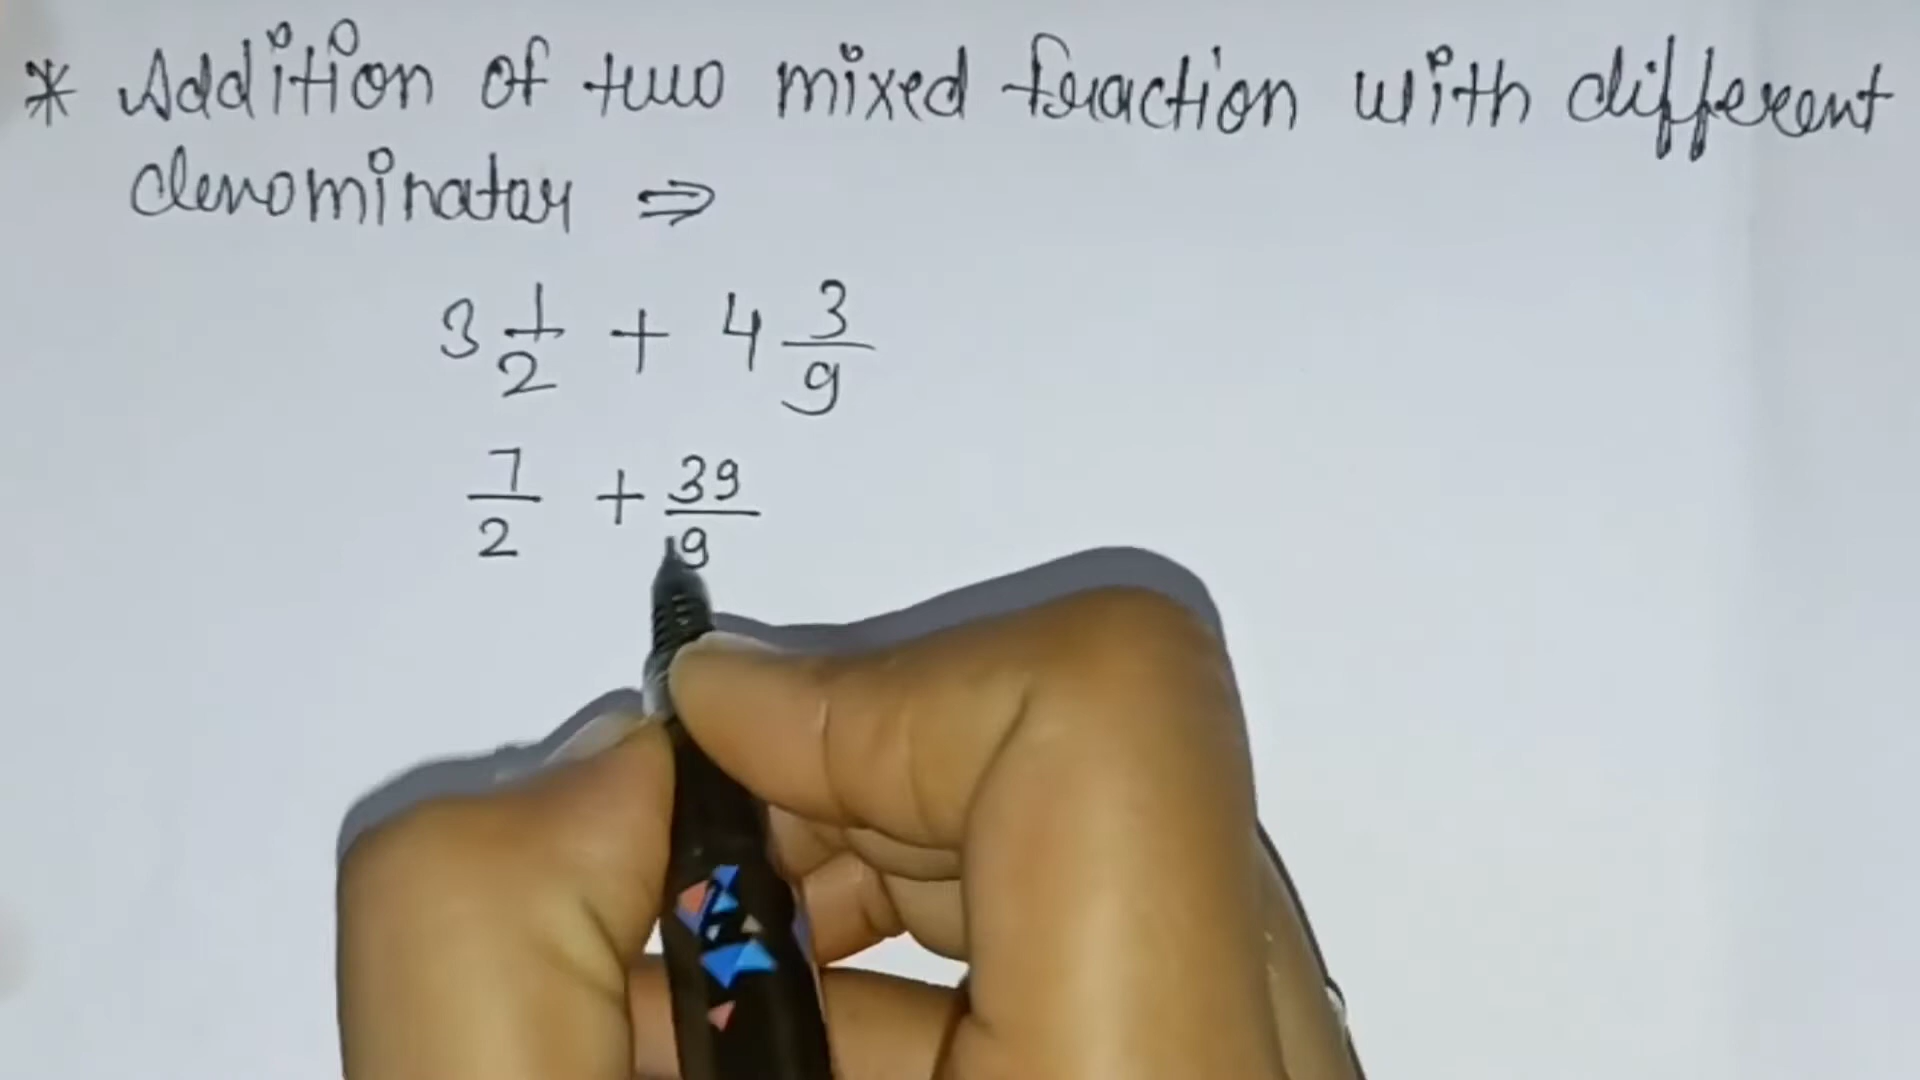 * Addition of two mixed fraction with different
denominator ⇒
3 1/2 + 4 3/9
7/2 + 39/9